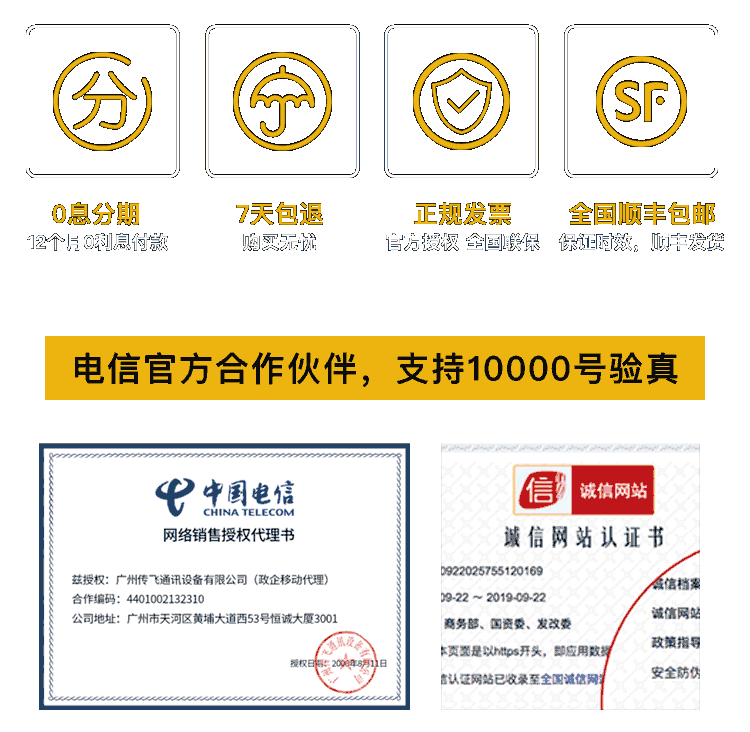 分
SF
0息分期 7天包退 正规发票 全国顺丰包邮
12个月0利息付款 购买无忧 官方授权 全国联保 保证时效，顺丰发货
电信官方合作伙伴，支持10000号验真
中国电信
CHINA TELECOM
网络销售授权代理书
兹授权：广州传飞通讯设备有限公司（政企移动代理）
合作编码：4401002132310
公司地址：广州市天河区黄埔大道西53号恒诚大厦3001
授权日期：2008年8月11日
信 诚信网站
诚信网站认证书
0922025755120169
09-22 ~ 2019-09-22
商务部、国资委、发改委
本页面是以https开头，即应用数据
信认证网站已收录至全国诚信网
诚信档案
诚信网站
政策指导
安全防伪